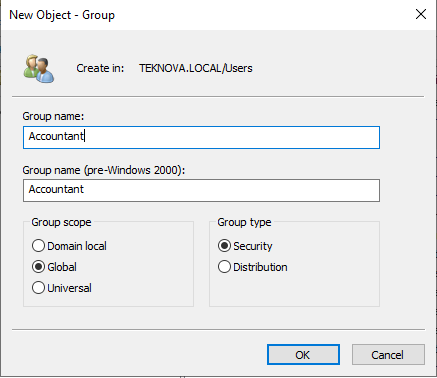 New Object - Group
Create in: TEKNOVA.LOCAL/Users
Group name:
Accountant
Group name (pre-Windows 2000):
Accountant
Group scope
Domain local
Global
Universal
Group type
Security
Distribution
OK
Cancel